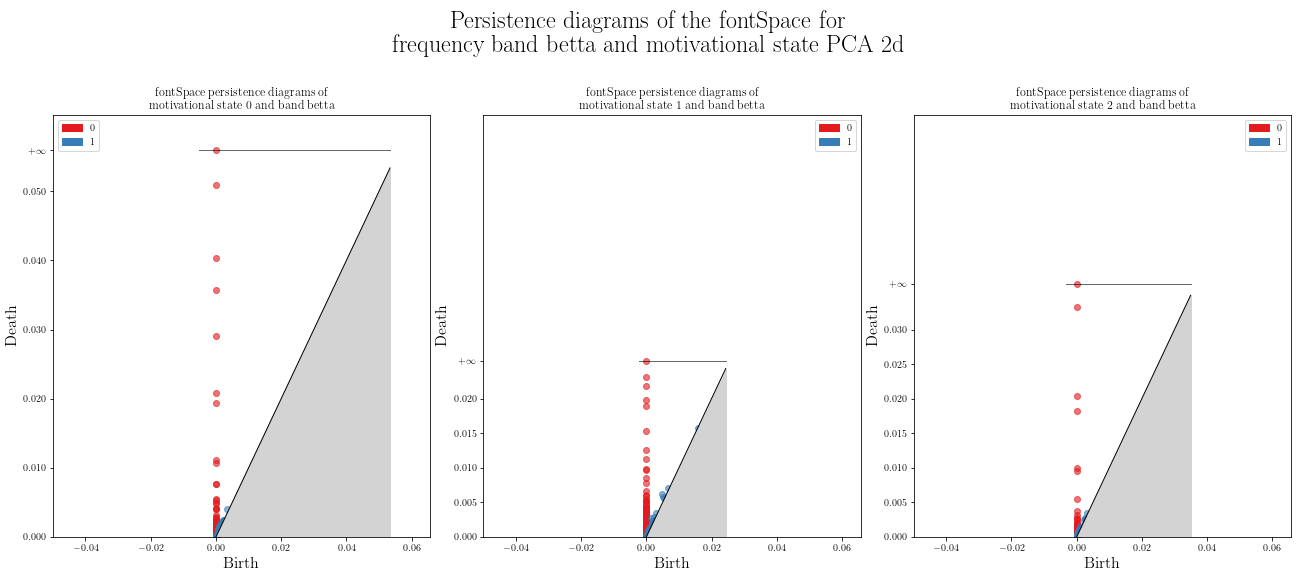 Persistence diagrams of the fontSpace for
frequency band betta and motivational state PCA 2d
fontSpace persistence diagrams of
motivational state 0 and band betta
0
1
+∞
0.050
0.040
0.030
0.020
0.010
0.000
Death
−0.04 −0.02 0.00 0.02 0.04 0.06
Birth
fontSpace persistence diagrams of
motivational state 1 and band betta
0
1
+∞
0.020
0.015
0.010
0.005
0.000
Death
−0.04 −0.02 0.00 0.02 0.04 0.06
Birth
fontSpace persistence diagrams of
motivational state 2 and band betta
0
1
+∞
0.030
0.025
0.020
0.015
0.010
0.005
0.000
Death
−0.04 −0.02 0.00 0.02 0.04 0.06
Birth